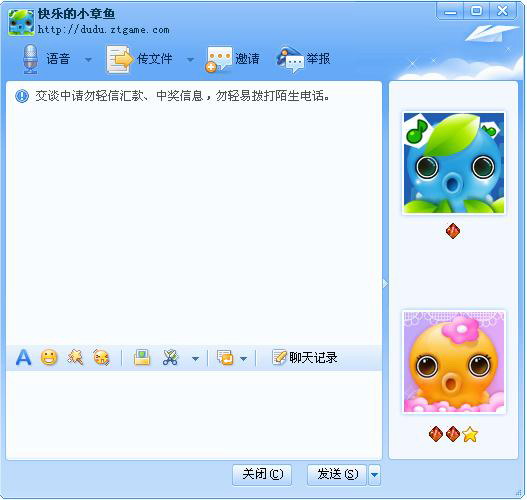 快乐的小章鱼
http://dudu.ztgame.com
语音 传文件 邀请 举报
交谈中请勿轻信汇款、中奖信息，勿轻易拨打陌生电话。
A 聊天记录
关闭(C) 发送(S)